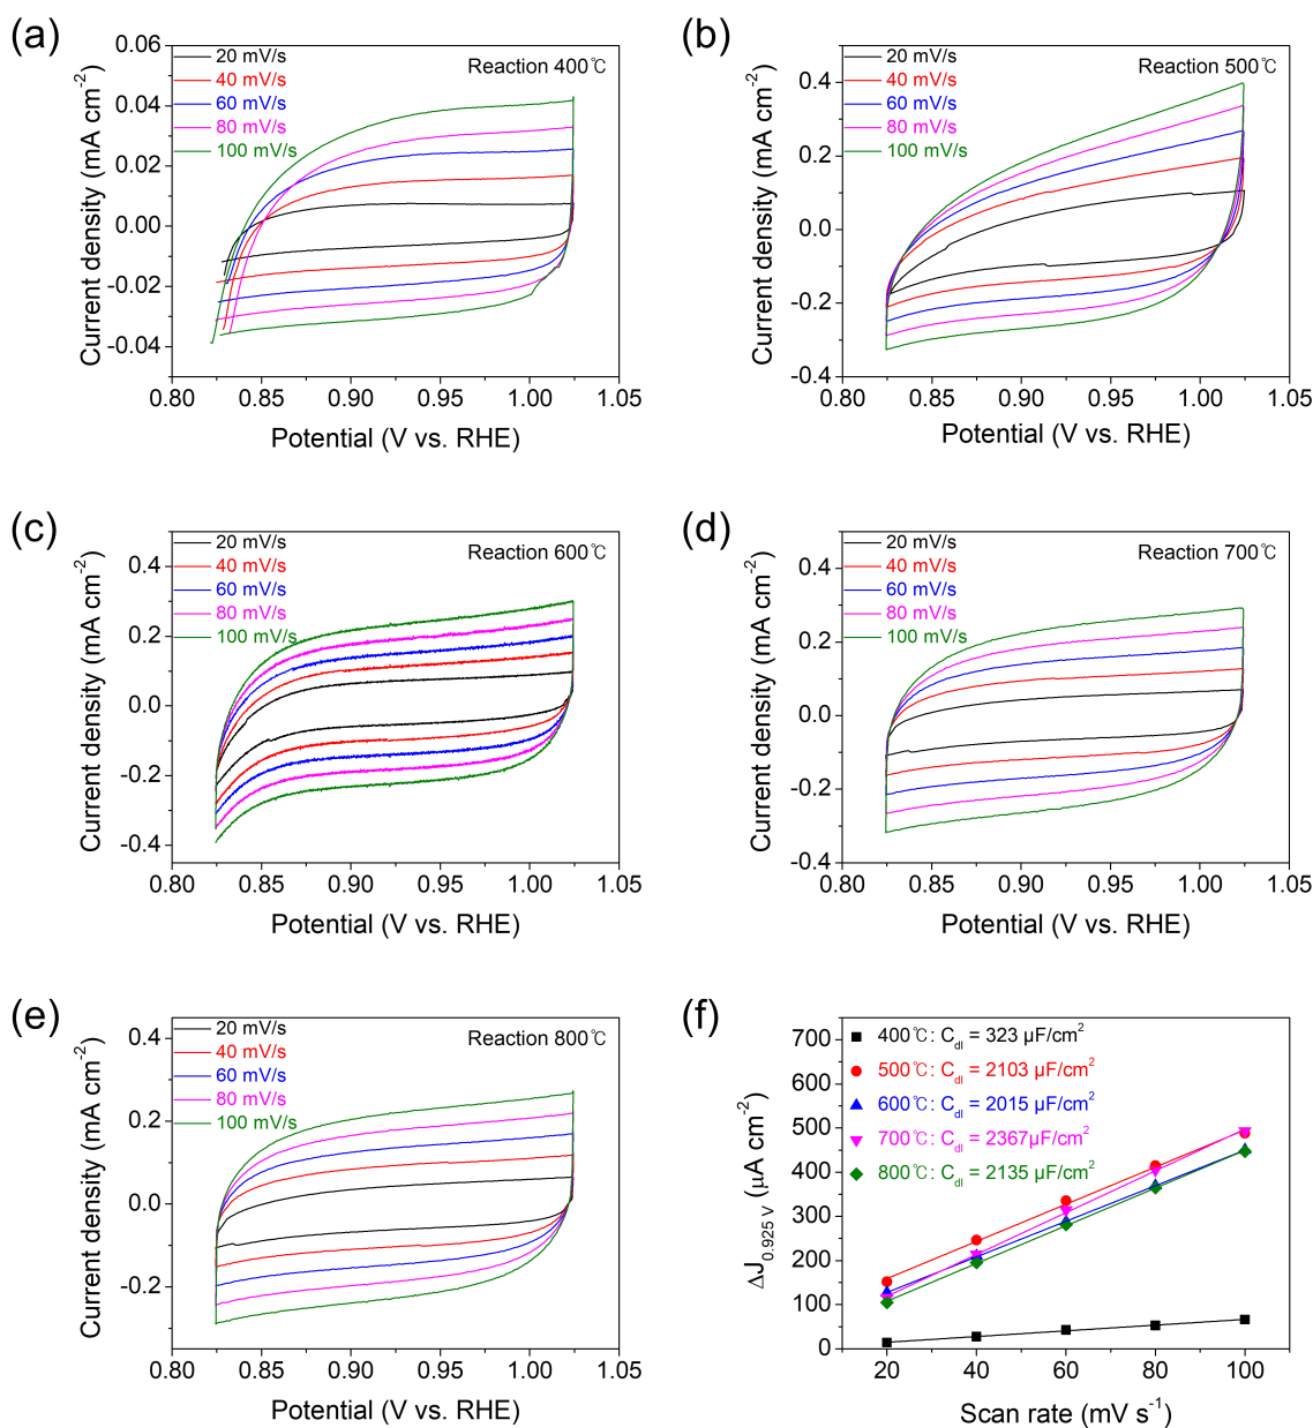 (a)
0.06
0.04
0.02
0.00
-0.02
-0.04
Current density (mA cm-2)
20 mV/s
40 mV/s
60 mV/s
80 mV/s
100 mV/s
Reaction 400℃
0.80 0.85 0.90 0.95 1.00 1.05
Potential (V vs. RHE)
(b)
0.4
0.2
0.0
-0.2
-0.4
Current density (mA cm-2)
20 mV/s
40 mV/s
60 mV/s
80 mV/s
100 mV/s
Reaction 500℃
0.80 0.85 0.90 0.95 1.00 1.05
Potential (V vs. RHE)
(c)
0.4
0.2
0.0
-0.2
-0.4
Current density (mA cm-2)
20 mV/s
40 mV/s
60 mV/s
80 mV/s
100 mV/s
Reaction 600℃
0.80 0.85 0.90 0.95 1.00 1.05
Potential (V vs. RHE)
(d)
0.4
0.2
0.0
-0.2
-0.4
Current density (mA cm-2)
20 mV/s
40 mV/s
60 mV/s
80 mV/s
100 mV/s
Reaction 700℃
0.80 0.85 0.90 0.95 1.00 1.05
Potential (V vs. RHE)
(e)
0.4
0.2
0.0
-0.2
Current density (mA cm-2)
20 mV/s
40 mV/s
60 mV/s
80 mV/s
100 mV/s
Reaction 800℃
0.80 0.85 0.90 0.95 1.00 1.05
Potential (V vs. RHE)
(f)
700
600
500
400
300
200
100
0
ΔJ0.925 V (μA cm-2)
400℃: Cdl = 323 μF/cm2
500℃: Cdl = 2103 μF/cm2
600℃: Cdl = 2015 μF/cm2
700℃: Cdl = 2367μF/cm2
800℃: Cdl = 2135 μF/cm2
20 40 60 80 100
Scan rate (mV s-1)